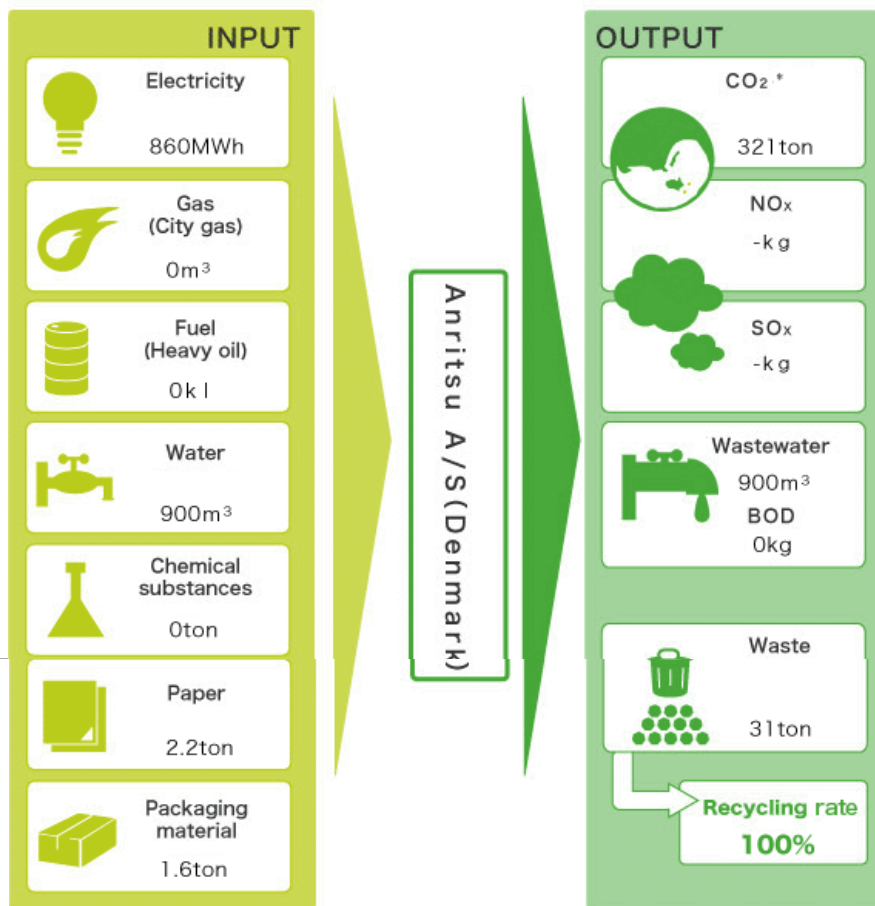 INPUT
Electricity
860MWh
Gas
(City gas)
0m³
Fuel
(Heavy oil)
0kl
Water
900m³
Chemical
substances
0ton
Paper
2.2ton
Packaging
material
1.6ton
Anritsu A/S(Denmark)
OUTPUT
CO₂ *
321ton
NOx
-kg
SOx
-kg
Wastewater
900m³
BOD
0kg
Waste
31ton
Recycling rate
100%